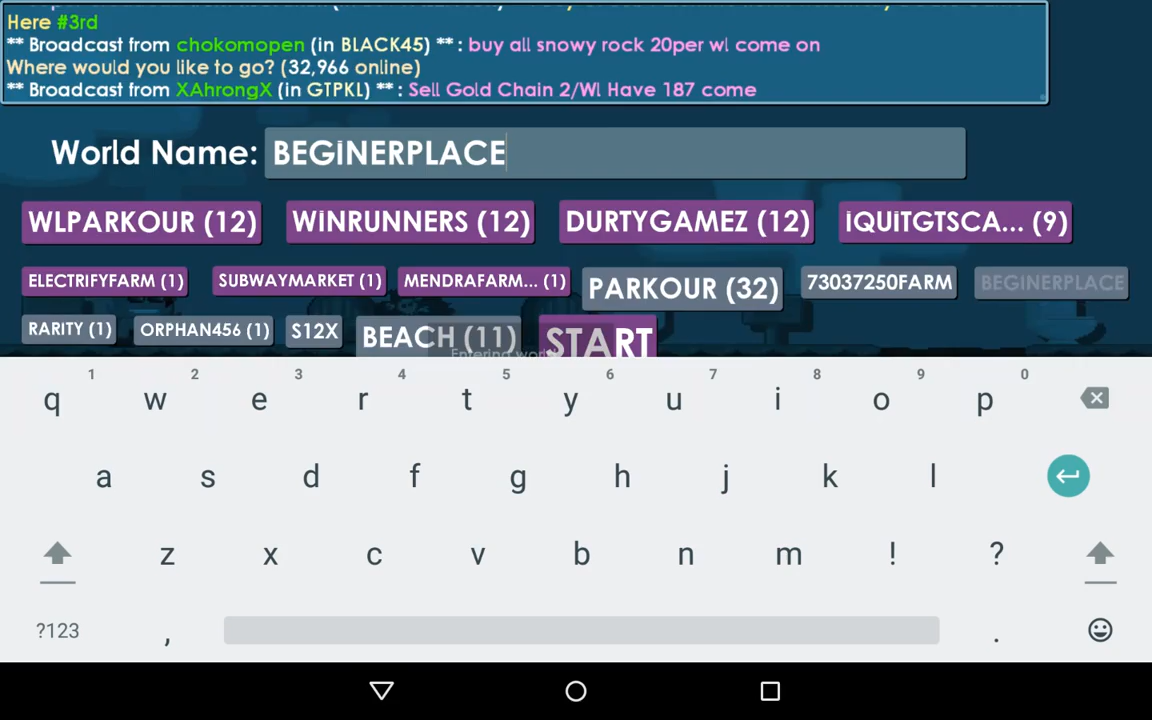 Here #3rd
** Broadcast from chokomopen (in BLACK45) ** : buy all snowy rock 20per wl come on
Where would you like to go? (32,966 online)
** Broadcast from XAhrongX (in GTPKL) ** : Sell Gold Chain 2/Wl Have 187 come
World Name: BEGiNERPLACE
WLPARKOUR (12) WiNRUNNERS (12) DURTYGAMEZ (12) iQUiTGTSCA... (9)
ELECTRIFYFARM (1) SUBWAYMARKET (1) MENDRAFARM... (1) PARKOUR (32) 73037250FARM BEGINERPLACE
RARITY (1) ORPHAN456 (1) S12X BEACH (11) START
Entering
1 2 3 4 5 6 7 8 9 0
q w e r t y u i o p
a s d f g h j k l
z x c v b n m ! ?
?123 , .